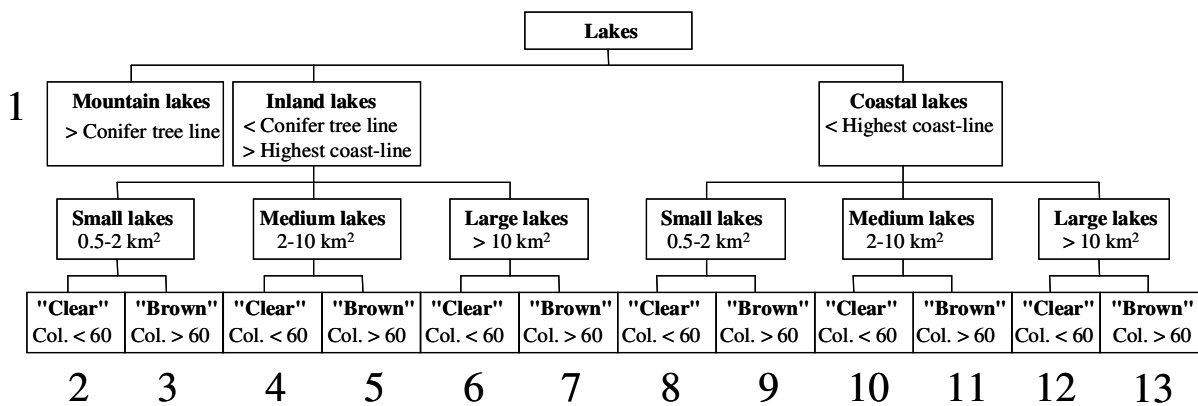 Lakes
1
Mountain lakes
> Conifer tree line
Inland lakes
< Conifer tree line
> Highest coast-line
Coastal lakes
< Highest coast-line
Small lakes
0.5-2 km²
Medium lakes
2-10 km²
Large lakes
> 10 km²
Small lakes
0.5-2 km²
Medium lakes
2-10 km²
Large lakes
> 10 km²
"Clear"
Col. < 60
"Brown"
Col. > 60
"Clear"
Col. < 60
"Brown"
Col. > 60
"Clear"
Col. < 60
"Brown"
Col. > 60
"Clear"
Col. < 60
"Brown"
Col. > 60
"Clear"
Col. < 60
"Brown"
Col. > 60
"Clear"
Col. < 60
"Brown"
Col. > 60
2 3 4 5 6 7 8 9 10 11 12 13